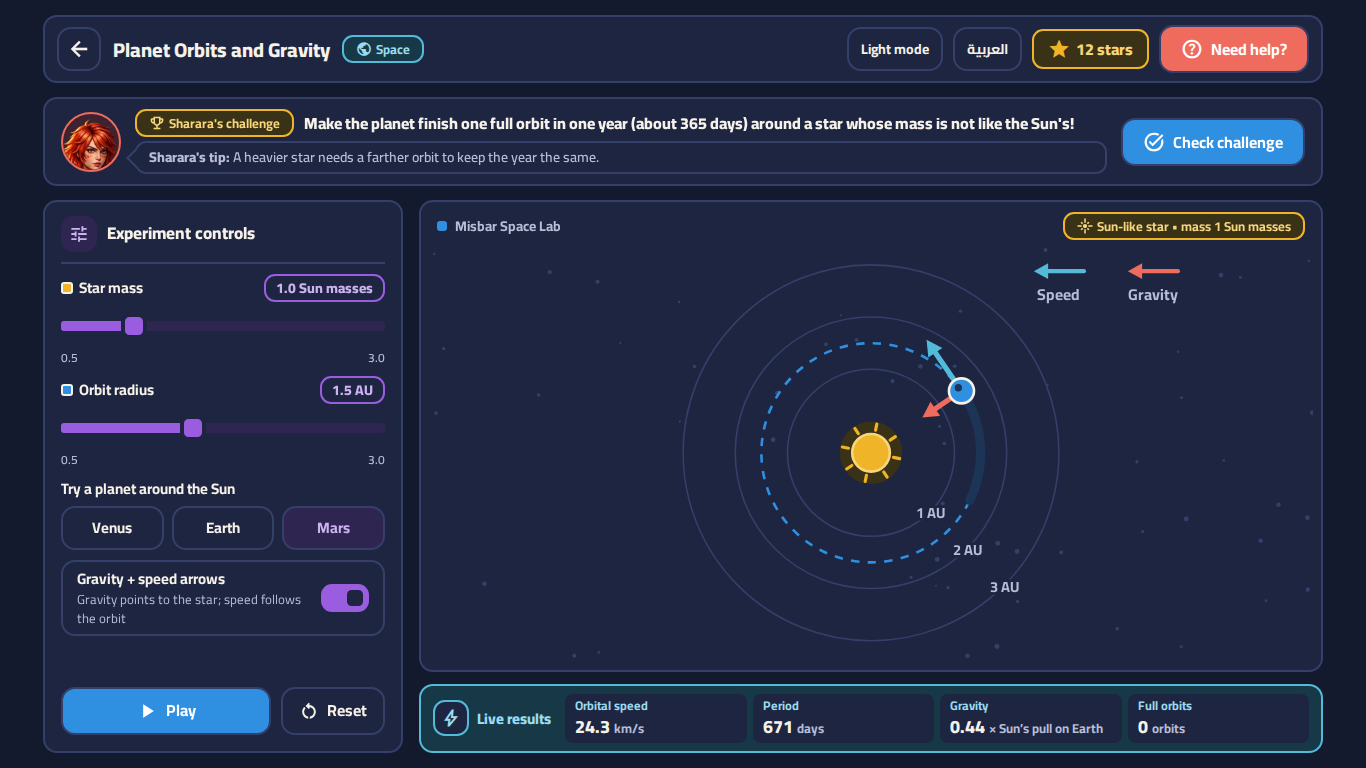 Planet Orbits and Gravity
Space
Light mode
العربية
12 stars
Need help?
Sharara's challenge
Make the planet finish one full orbit in one year (about 365 days) around a star whose mass is not like the Sun's!
Sharara's tip: A heavier star needs a farther orbit to keep the year the same.
Check challenge
Experiment controls
Star mass
1.0 Sun masses
0.5
3.0
Orbit radius
1.5 AU
0.5
3.0
Try a planet around the Sun
Venus
Earth
Mars
Gravity + speed arrows
Gravity points to the star; speed follows
the orbit
Play
Reset
Misbar Space Lab
Sun-like star • mass 1 Sun masses
Speed
Gravity
1 AU
2 AU
3 AU
Live results
Orbital speed
24.3 km/s
Period
671 days
Gravity
0.44 × Sun's pull on Earth
Full orbits
0 orbits